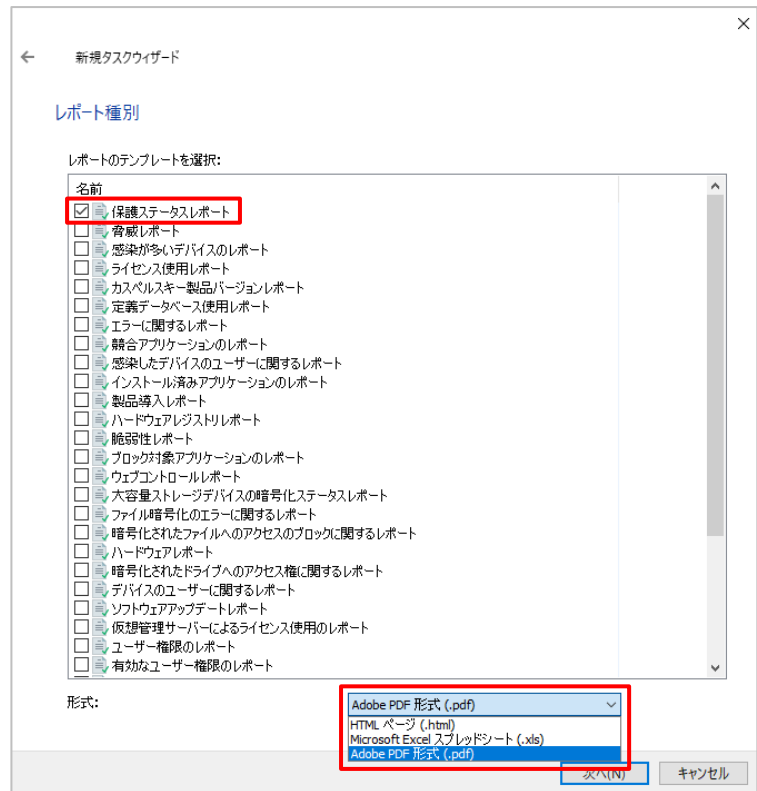 新規タスクウィザード
レポート種別
レポートのテンプレートを選択:
名前
保護ステータスレポート
脅威レポート
感染が多いデバイスのレポート
ライセンス使用レポート
カスペルスキー製品バージョンレポート
定義データベース使用レポート
エラーに関するレポート
競合アプリケーションのレポート
感染したデバイスのユーザーに関するレポート
インストール済みアプリケーションのレポート
製品導入レポート
ハードウェアレジストリレポート
脆弱性レポート
ブロック対象アプリケーションのレポート
ウェブコントロールレポート
大容量ストレージデバイスの暗号化ステータスレポート
ファイル暗号化のエラーに関するレポート
暗号化されたファイルへのアクセスのブロックに関するレポート
ハードウェアレポート
暗号化されたドライブへのアクセス権に関するレポート
デバイスのユーザーに関するレポート
ソフトウェアアップデートレポート
仮想管理サーバーによるライセンス使用のレポート
ユーザー権限のレポート
有効なユーザー権限のレポート
形式:
Adobe PDF 形式 (.pdf)
HTML ページ (.html)
Microsoft Excel スプレッドシート (.xls)
Adobe PDF 形式 (.pdf)
次へ(N)
キャンセル